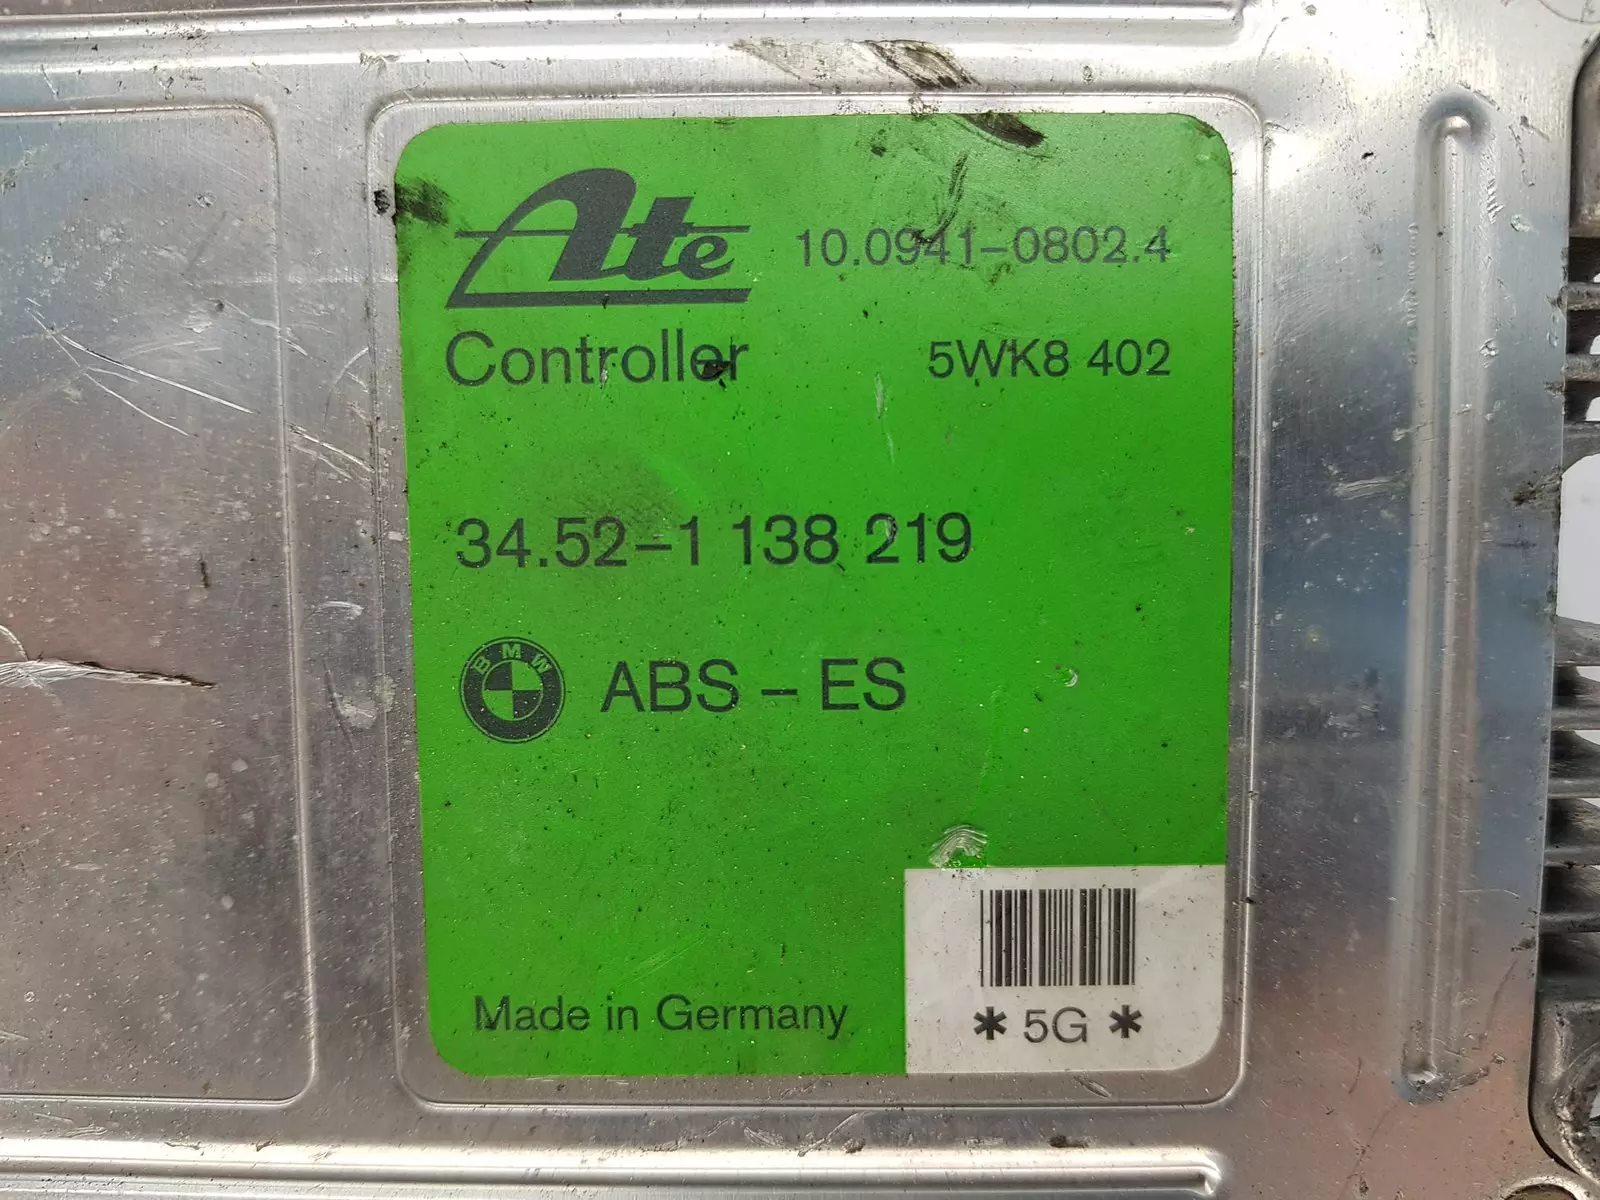 Ate 10.0941-0802.4
Controller 5WK8 402
34.52-1 138 219
BMW ABS - ES
Made in Germany * 5G *